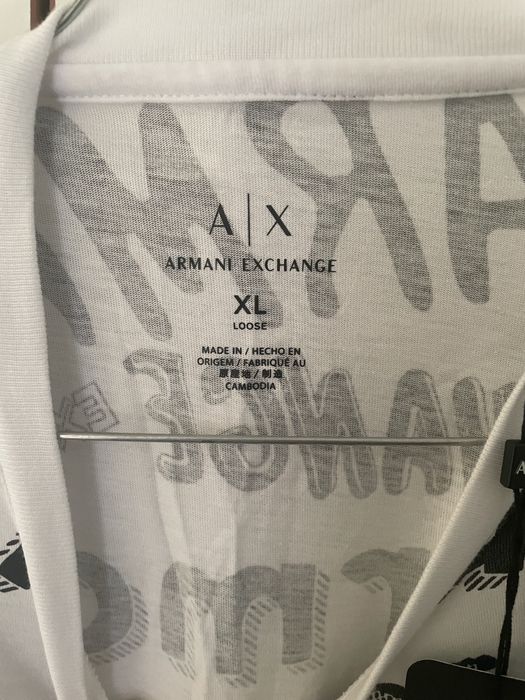 A|X
ARMANI EXCHANGE
XL
LOOSE
MADE IN / HECHO EN
ORIGEM / FABRIQUÉ AU
原産地 / 制造
CAMBODIA